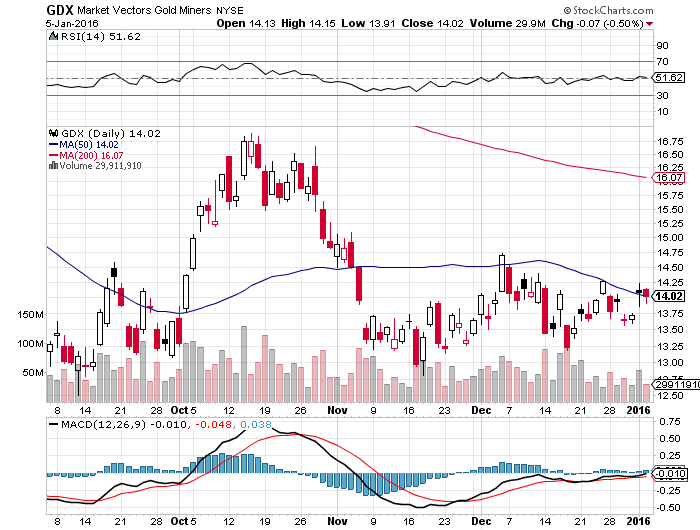 GDX Market Vectors Gold Miners NYSE © StockCharts.com
5-Jan-2016 Open 14.13 High 14.15 Low 13.91 Close 14.02 Volume 29.9M Chg -0.07 (-0.50%)
RSI(14) 51.62
90
70
51.62
30
10
GDX (Daily) 14.02
MA(50) 14.02
MA(200) 16.07
Volume 29,911,910
16.75
16.50
16.25
16.07
15.75
15.50
15.25
15.00
14.75
14.50
14.25
14.02
13.75
13.50
13.25
13.00
12.75
12.50
150M
100M
50M
29911910
8 14 21 28 Oct 5 12 19 26 Nov 9 16 23 Dec 7 14 21 28 2016
MACD(12,26,9) -0.010, -0.048, 0.038
0.50
0.25
-0.010
-0.25
-0.50
8 14 21 28 Oct 5 12 19 26 Nov 9 16 23 Dec 7 14 21 28 2016